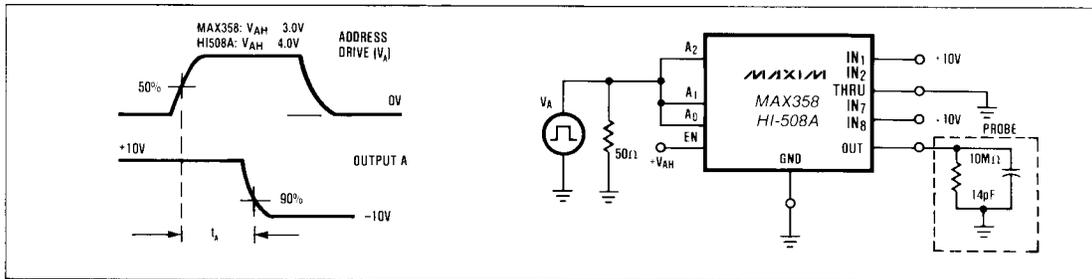 MAX358: VAH 3.0V
HI508A: VAH 4.0V
ADDRESS
DRIVE (VA)
50%
0V
+10V
OUTPUT A
90%
-10V
tA
VA
50Ω
+VAH
A2
A1
A0
EN
MAXIM
MAX358
HI-508A
GND
IN1
IN2
THRU
IN7
IN8
OUT
·10V
·10V
PROBE
10MΩ
14pF